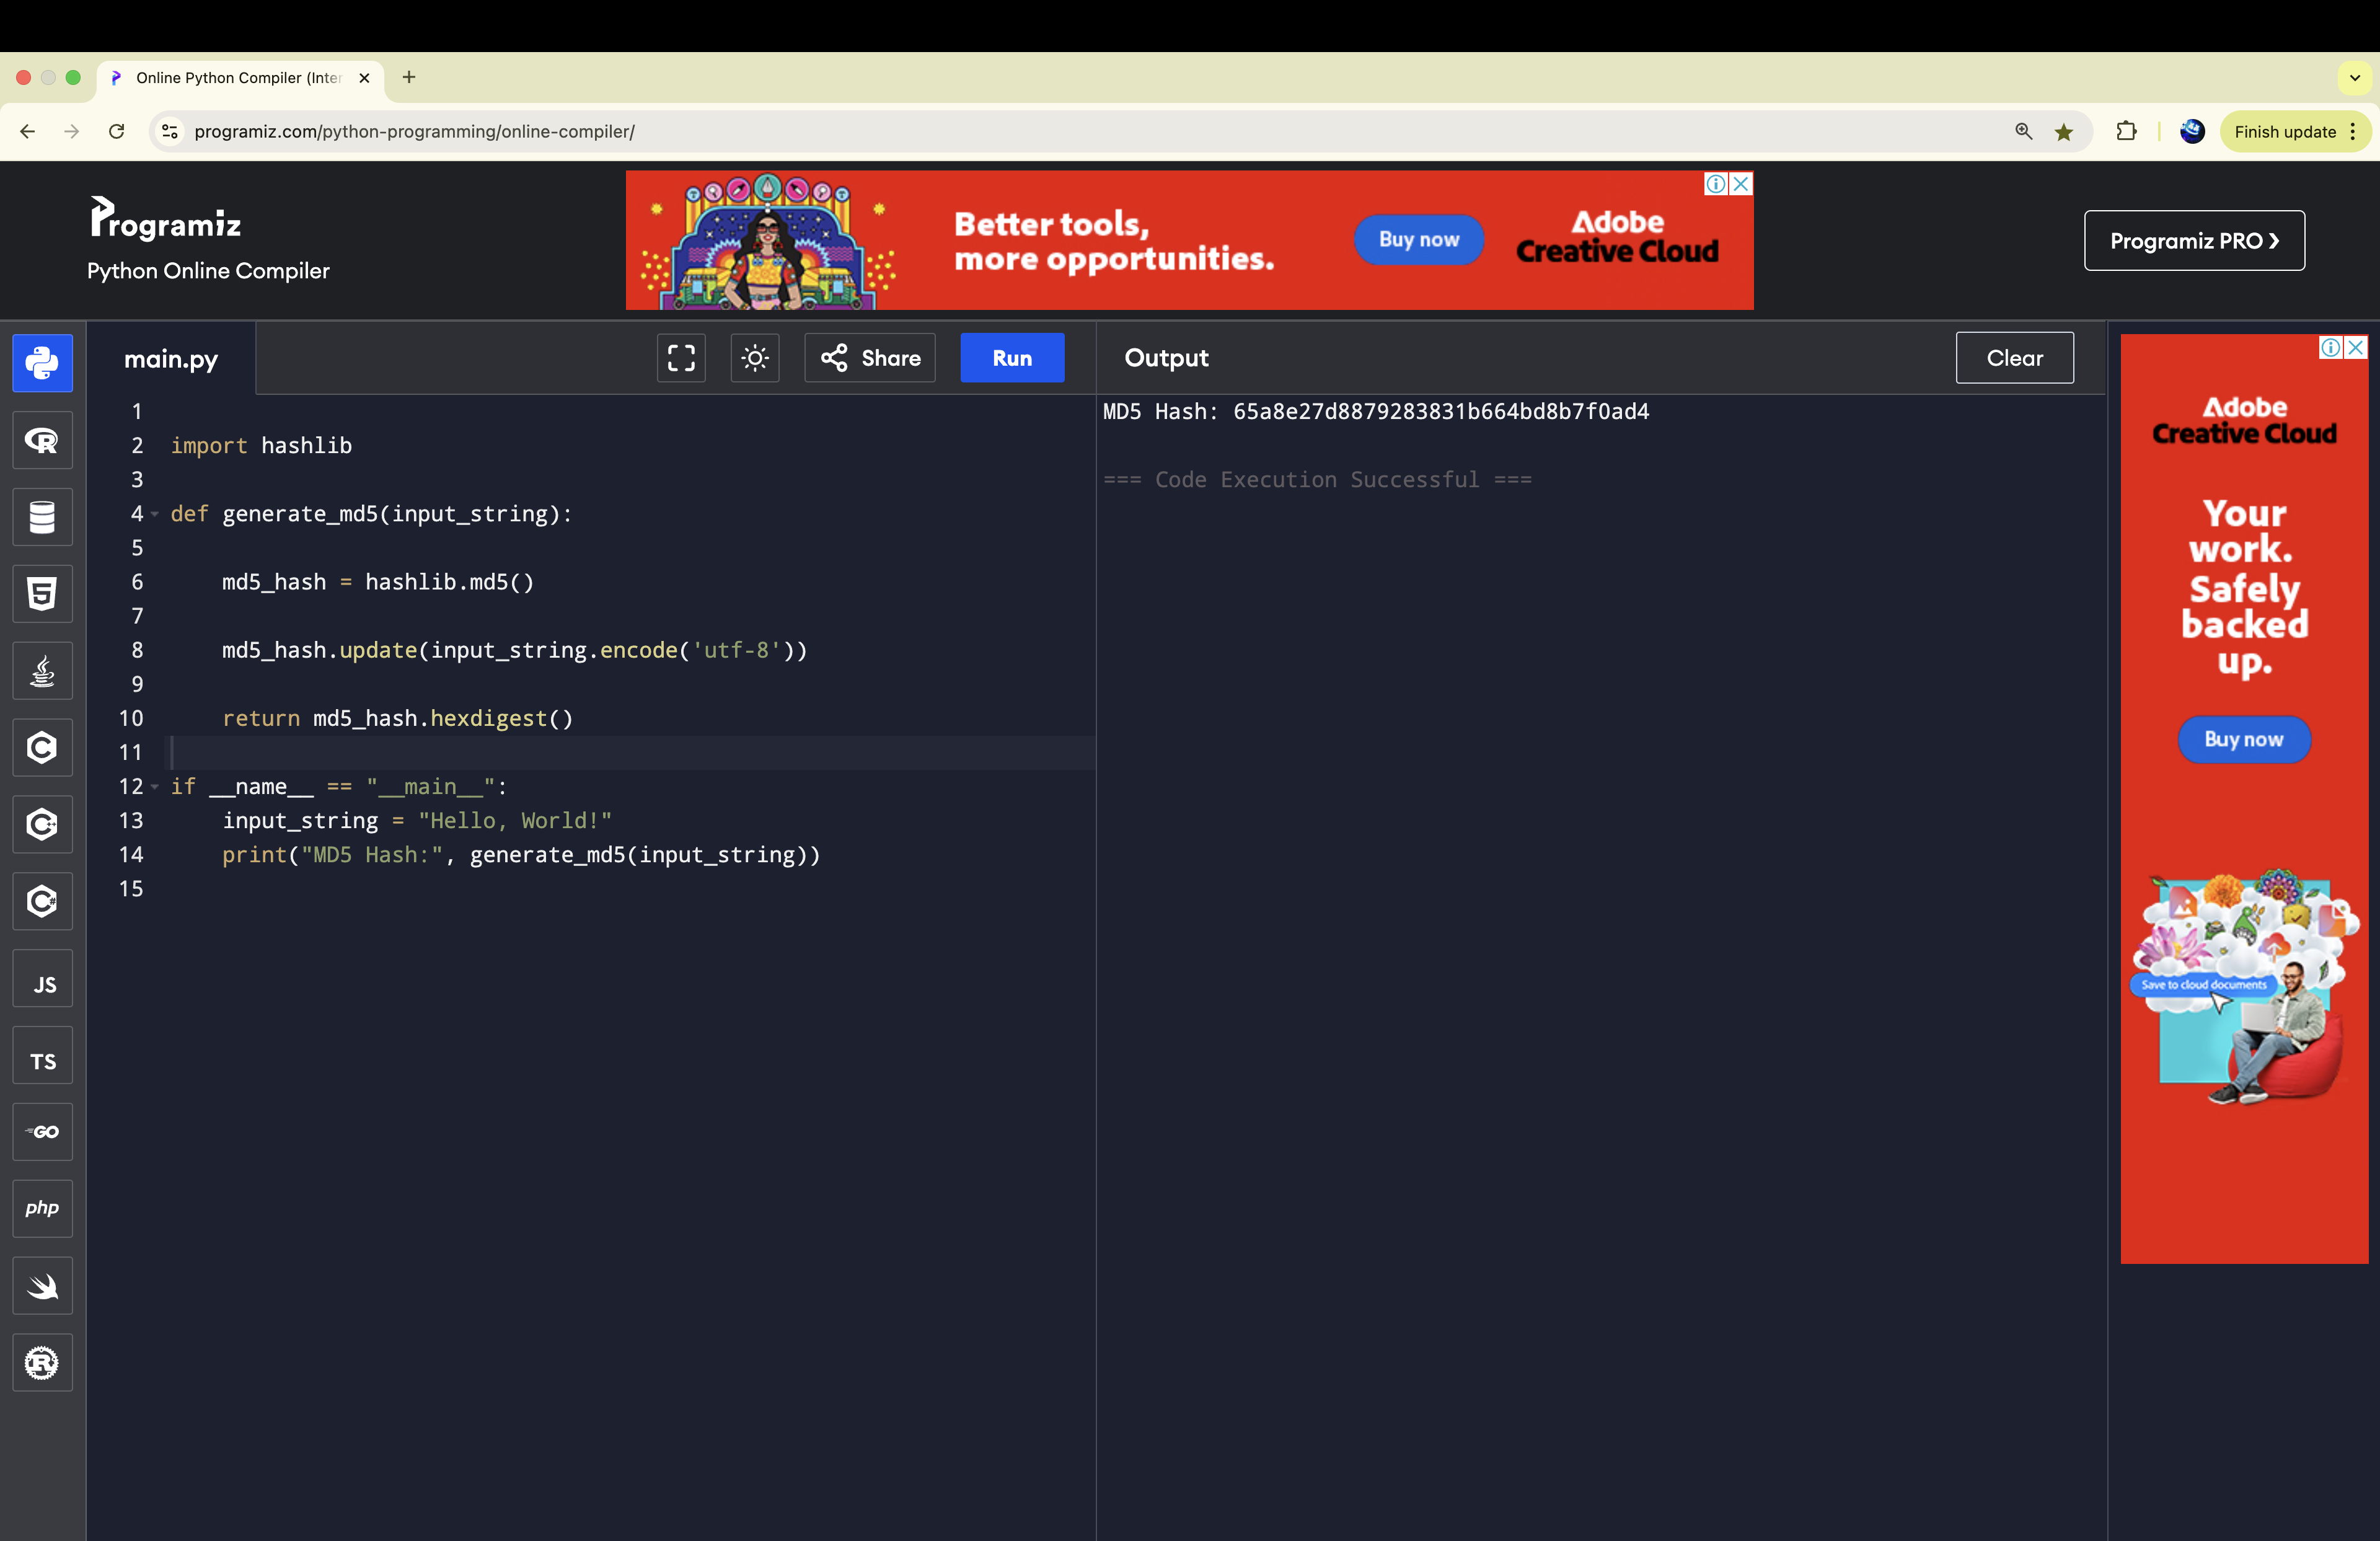 Online Python Compiler (Inter
programiz.com/python-programming/online-compiler/
Finish update
Programiz
Python Online Compiler
Better tools,
more opportunities.
Buy now
Adobe
Creative Cloud
Programiz PRO ❯
main.py
Share
Run
Output
Clear
1
2 import hashlib
3
4 def generate_md5(input_string):
5
6 md5_hash = hashlib.md5()
7
8 md5_hash.update(input_string.encode('utf-8'))
9
10 return md5_hash.hexdigest()
11
12 if __name__ == "__main__":
13 input_string = "Hello, World!"
14 print("MD5 Hash:", generate_md5(input_string))
15
MD5 Hash: 65a8e27d8879283831b664bd8b7f0ad4
=== Code Execution Successful ===
Adobe
Creative Cloud
Your
work.
Safely
backed
up.
Buy now
Save to cloud documents
R
5
C
C+
C#
JS
TS
GO
php
R